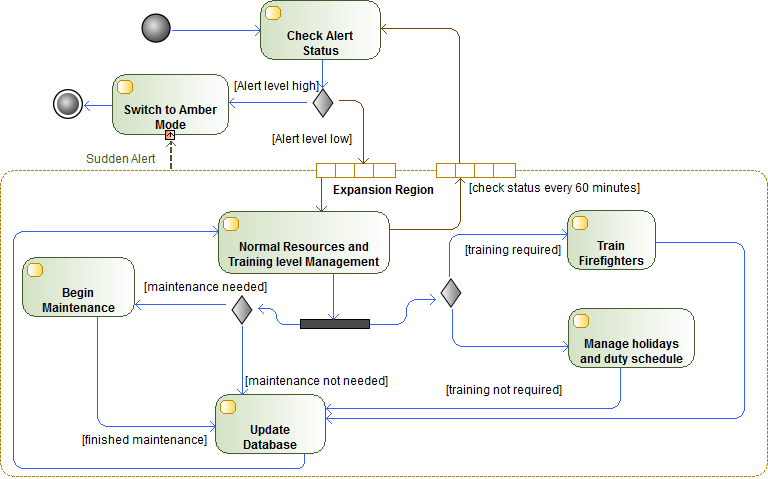 Check Alert
Status
[Alert level high]
Switch to Amber
Mode
[Alert level low]
Sudden Alert
Expansion Region
[check status every 60 minutes]
Normal Resources and
Training level Management
[training required]
Train
Firefighters
[maintenance needed]
Begin
Maintenance
Manage holidays
and duty schedule
[maintenance not needed]
[training not required]
Update
Database
[finished maintenance]